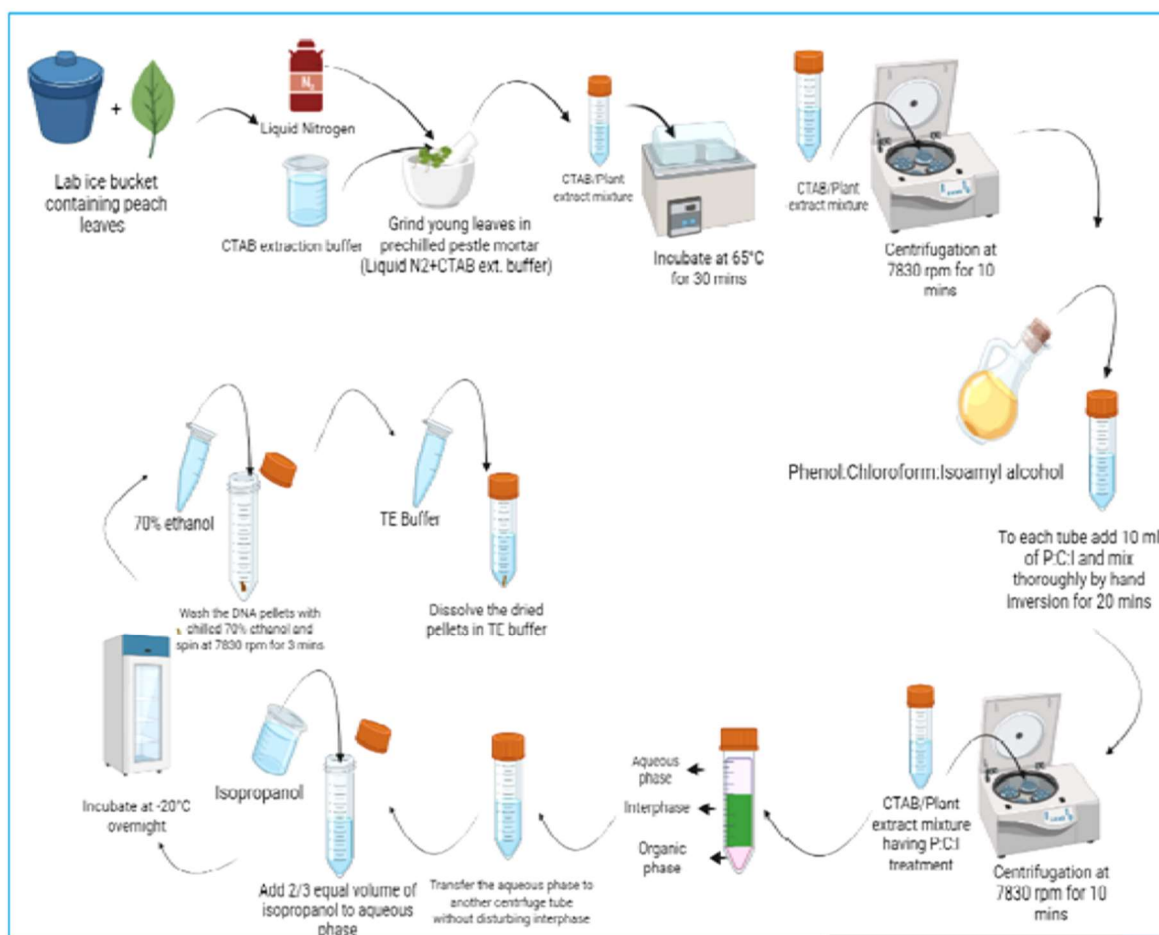 N₂
Liquid Nitrogen
Lab ice bucket
containing peach
leaves
CTAB extraction buffer
Grind young leaves in
prechilled pestle mortar
(Liquid N2+CTAB ext. buffer)
CTAB/Plant
extract mixture
Incubate at 65°C
for 30 mins
CTAB/Plant
extract mixture
Centrifugation at
7830 rpm for 10
mins
Phenol:Chloroform:Isoamyl alcohol
To each tube add 10 ml
of P:C:I and mix
thoroughly by hand
inversion for 20 mins
CTAB/Plant
extract mixture
having P:C:I
treatment
Centrifugation at
7830 rpm for 10
mins
Aqueous
phase
Interphase
Organic
phase
Transfer the aqueous phase to
another centrfuge tube
without disturbing interphase
Isopropanol
Add 2/3 equal volume of
isopropanol to aqueous
phase
Incubate at -20°C
overnight
70% ethanol
Wash the DNA pellets with
chilled 70% ethanol and
spin at 7830 rpm for 3 mins
TE Buffer
Dissolve the dried
pellets in TE buffer